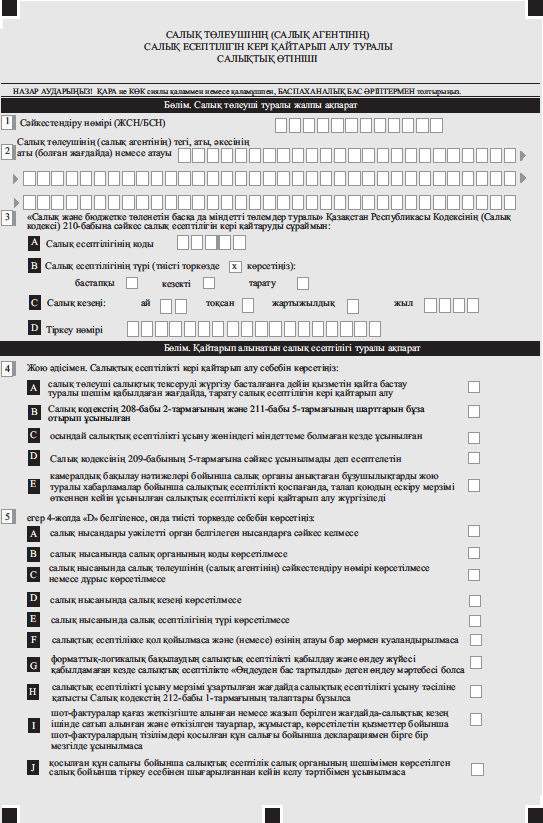 САЛЫҚ ТӨЛЕУШІНІҢ (САЛЫҚ АГЕНТІНІҢ)
САЛЫҚ ЕСЕПТІЛІГІН КЕРІ ҚАЙТАРЫП АЛУ ТУРАЛЫ
САЛЫҚТЫҚ ӨТІНІШІ
НАЗАР АУДАРЫҢЫЗ! ҚАРА не КӨК сиялы қаламмен немесе қаламұшпен, БАСПАХАНАЛЫҚ БАС ӘРІПТЕРМЕН толтырыңыз.
Бөлім. Салық төлеуші туралы жалпы ақпарат
1 Сәйкестендіру нөмірі (ЖСН/БСН)
Салық төлеушінің (салық агентінің) тегі, аты, әкесінің
2 аты (болған жағдайда) немесе атауы
3 «Салық және бюджетке төленетін басқа да міндетті төлемдер туралы» Қазақстан Республикасы Кодексінің (Салық
кодексі) 210-бабына сәйкес салық есептілігін кері қайтаруды сұраймын:
A Салық есептілігінің коды
B Салық есептілігінің түрі (тиісті торкөзде x көрсетіңіз):
бастапқы кезекті тарату
C Салық кезеңі: ай тоқсан жартыжылдық жыл
D Тіркеу нөмірі
Бөлім. Қайтарып алынатын салық есептілігі туралы ақпарат
4 Жою әдісімен. Салықтық есептілікті кері қайтарып алу себебін көрсетіңіз:
A салық төлеуші салықтық тексеруді жүргізу басталғанға дейін қызметін қайта бастау
туралы шешім қабылдаған жағдайда, тарату салық есептілігін кері қайтарып алу
B Салық кодекстің 208-бабы 2-тармағының және 211-бабы 5-тармағының шарттарын бұза
отырып ұсынылған
C осындай салықтық есептілікті ұсыну жөніндегі міндеттеме болмаған кезде ұсынылған
D Салық кодексінің 209-бабының 5-тармағына сәйкес ұсынылмады деп есептелетін
E камералдық бақылау нәтижелері бойынша салық органы анықтаған бұзушылықтарды жою
туралы хабарламалар бойынша салықтық есептілікті қоспағанда, талап қоюдың ескіру мерзімі
өткеннен кейін ұсынылған салықтық есептілікті кері қайтарып алу жүргізіледі
5 егер 4-жолда «D» белгіленсе, онда тиісті торкөзде себебін көрсетіңіз:
A салық нысандары уәкілетті орган белгілеген нысандарға сәйкес келмесе
B салық нысанында салық органының коды көрсетілмесе
C салық нысанында салық төлеушінің (салық агентінің) сәйкестендіру нөмірі көрсетілмесе
немесе дұрыс көрсетілмесе
D салық нысанында салық кезеңі көрсетілмесе
E салық нысанында салық есептілігінің түрі көрсетілмесе
F салықтық есептілікке қол қойылмаса және (немесе) өзінің атауы бар мөрмен куәландырылмаса
G форматтық-логикалық бақылаудың салықтық есептілікті қабылдау және өңдеу жүйесі
қабылдамаған кезде салықтық есептілікте «Өңдеуден бас тартылды» деген өңдеу мәртебесі болса
H салықтық есептілікті ұсыну мерзімі ұзартылған жағдайда салықтық есептілікті ұсыну тәсіліне
қатысты Салық кодексінің 212-бабы 1-тармағының талаптары бұзылса
I шот-фактуралар қағаз жеткізгіште алынған немесе жазып берілген жағдайда-салықтық кезең
ішінде сатып алынған және өткізілген тауарлар, жұмыстар, көрсетілетін қызметтер бойынша
шот-фактуралардың тізілімдері қосылған құн салығы бойынша декларациямен бірге бір
мезгілде ұсынылмаса
J қосылған құн салығы бойынша салықтық есептілік салық органының шешімімен көрсетілген
салық бойынша тіркеу есебінен шығарылғаннан кейін келу тәртібімен ұсынылмаса